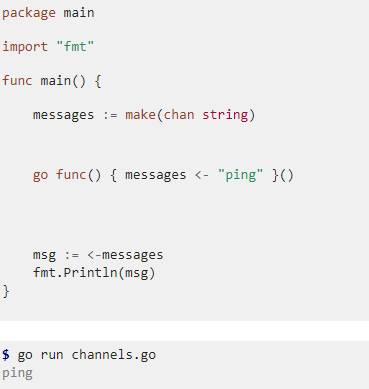 package main
import "fmt"
func main() {
messages := make(chan string)
go func() { messages <- "ping" }()
msg := <-messages
fmt.Println(msg)
}
$ go run channels.go
ping